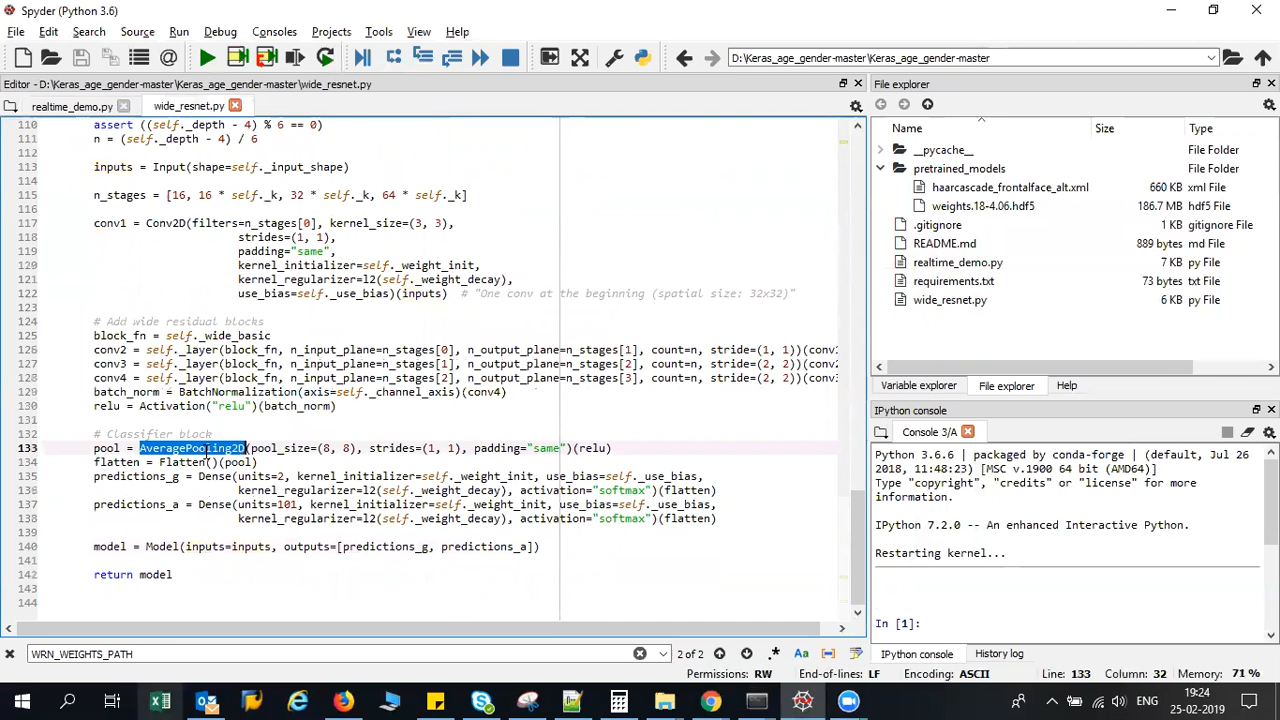 Spyder (Python 3.6)
File Edit Search Source Run Debug Consoles Projects Tools View Help
D:\Keras_age_gender-master\Keras_age_gender-master
Editor - D:\Keras_age_gender-master\Keras_age_gender-master\wide_resnet.py
realtime_demo.py wide_resnet.py
110 assert ((self._depth - 4) % 6 == 0)
111 n = (self._depth - 4) / 6
112
113 inputs = Input(shape=self._input_shape)
114
115 n_stages = [16, 16 * self._k, 32 * self._k, 64 * self._k]
116
117 conv1 = Conv2D(filters=n_stages[0], kernel_size=(3, 3),
118 strides=(1, 1),
119 padding="same",
120 kernel_initializer=self._weight_init,
121 kernel_regularizer=l2(self._weight_decay),
122 use_bias=self._use_bias)(inputs) # "One conv at the beginning (spatial size: 32x32)"
123
124 # Add wide residual blocks
125 block_fn = self._wide_basic
126 conv2 = self._layer(block_fn, n_input_plane=n_stages[0], n_output_plane=n_stages[1], count=n, stride=(1, 1))(conv1
127 conv3 = self._layer(block_fn, n_input_plane=n_stages[1], n_output_plane=n_stages[2], count=n, stride=(2, 2))(conv2
128 conv4 = self._layer(block_fn, n_input_plane=n_stages[2], n_output_plane=n_stages[3], count=n, stride=(2, 2))(conv3
129 batch_norm = BatchNormalization(axis=self._channel_axis)(conv4)
130 relu = Activation("relu")(batch_norm)
131
132 # Classifier block
133 pool = AveragePooling2D(pool_size=(8, 8), strides=(1, 1), padding="same")(relu)
134 flatten = Flatten()(pool)
135 predictions_g = Dense(units=2, kernel_initializer=self._weight_init, use_bias=self._use_bias,
136 kernel_regularizer=l2(self._weight_decay), activation="softmax")(flatten)
137 predictions_a = Dense(units=101, kernel_initializer=self._weight_init, use_bias=self._use_bias,
138 kernel_regularizer=l2(self._weight_decay), activation="softmax")(flatten)
139
140 model = Model(inputs=inputs, outputs=[predictions_g, predictions_a])
141
142 return model
143
144
WRN_WEIGHTS_PATH 2 of 2 .* Aa
File explorer
Name Size Type
__pycache__ File Folder
pretrained_models File Folder
haarcascade_frontalface_alt.xml 660 KB xml File
weights.18-4.06.hdf5 186.7 MB hdf5 File
.gitignore 829 bytes gitignore File
README.md 889 bytes md File
realtime_demo.py 7 KB py File
requirements.txt 73 bytes txt File
wide_resnet.py 6 KB py File
Variable explorer File explorer Help
IPython console
Console 3/A
Python 3.6.6 | packaged by conda-forge | (default, Jul 26
2018, 11:48:23) [MSC v.1900 64 bit (AMD64)]
Type "copyright", "credits" or "license" for more
information.
IPython 7.2.0 -- An enhanced Interactive Python.
Restarting kernel...
In [1]:
IPython console History log
Permissions: RW End-of-lines: LF Encoding: ASCII Line: 133 Column: 32 Memory: 71 %
ENG 19:24
25-02-2019